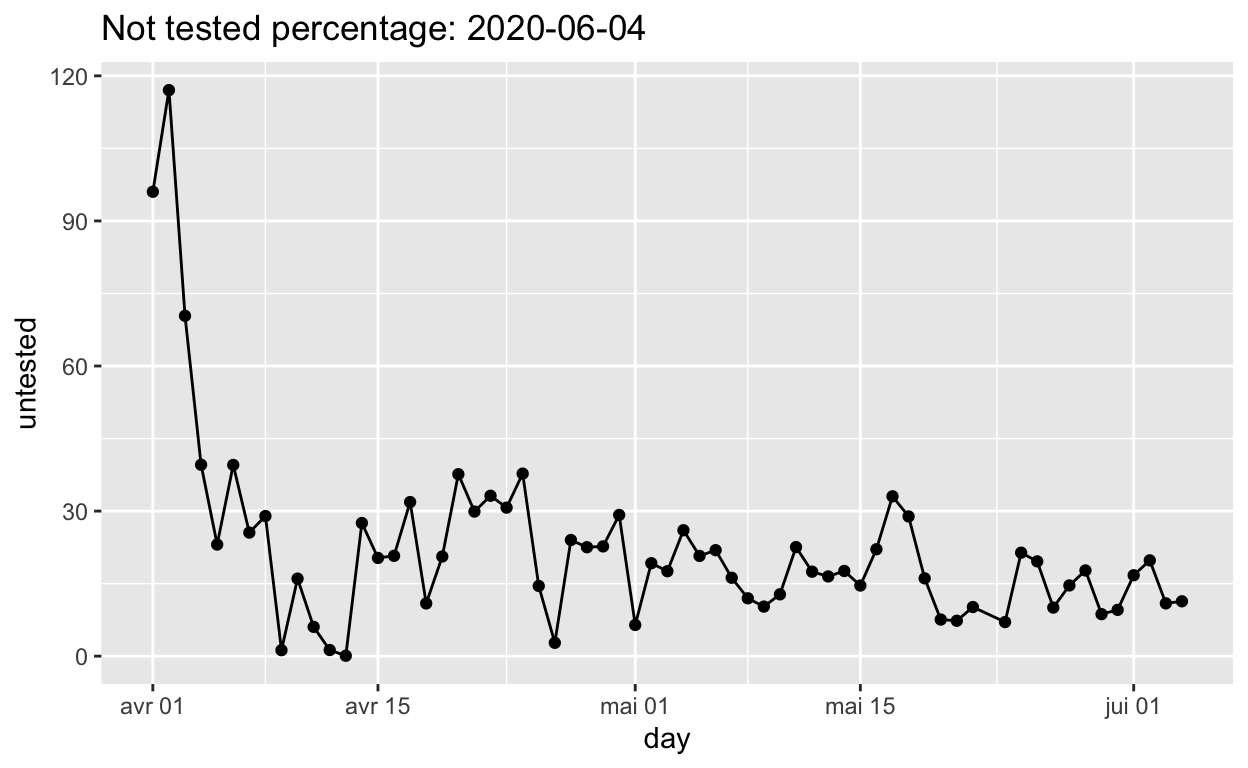 Not tested percentage: 2020-06-04
120
90
60
30
0
untested
avr 01
avr 15
mai 01
mai 15
jui 01
day